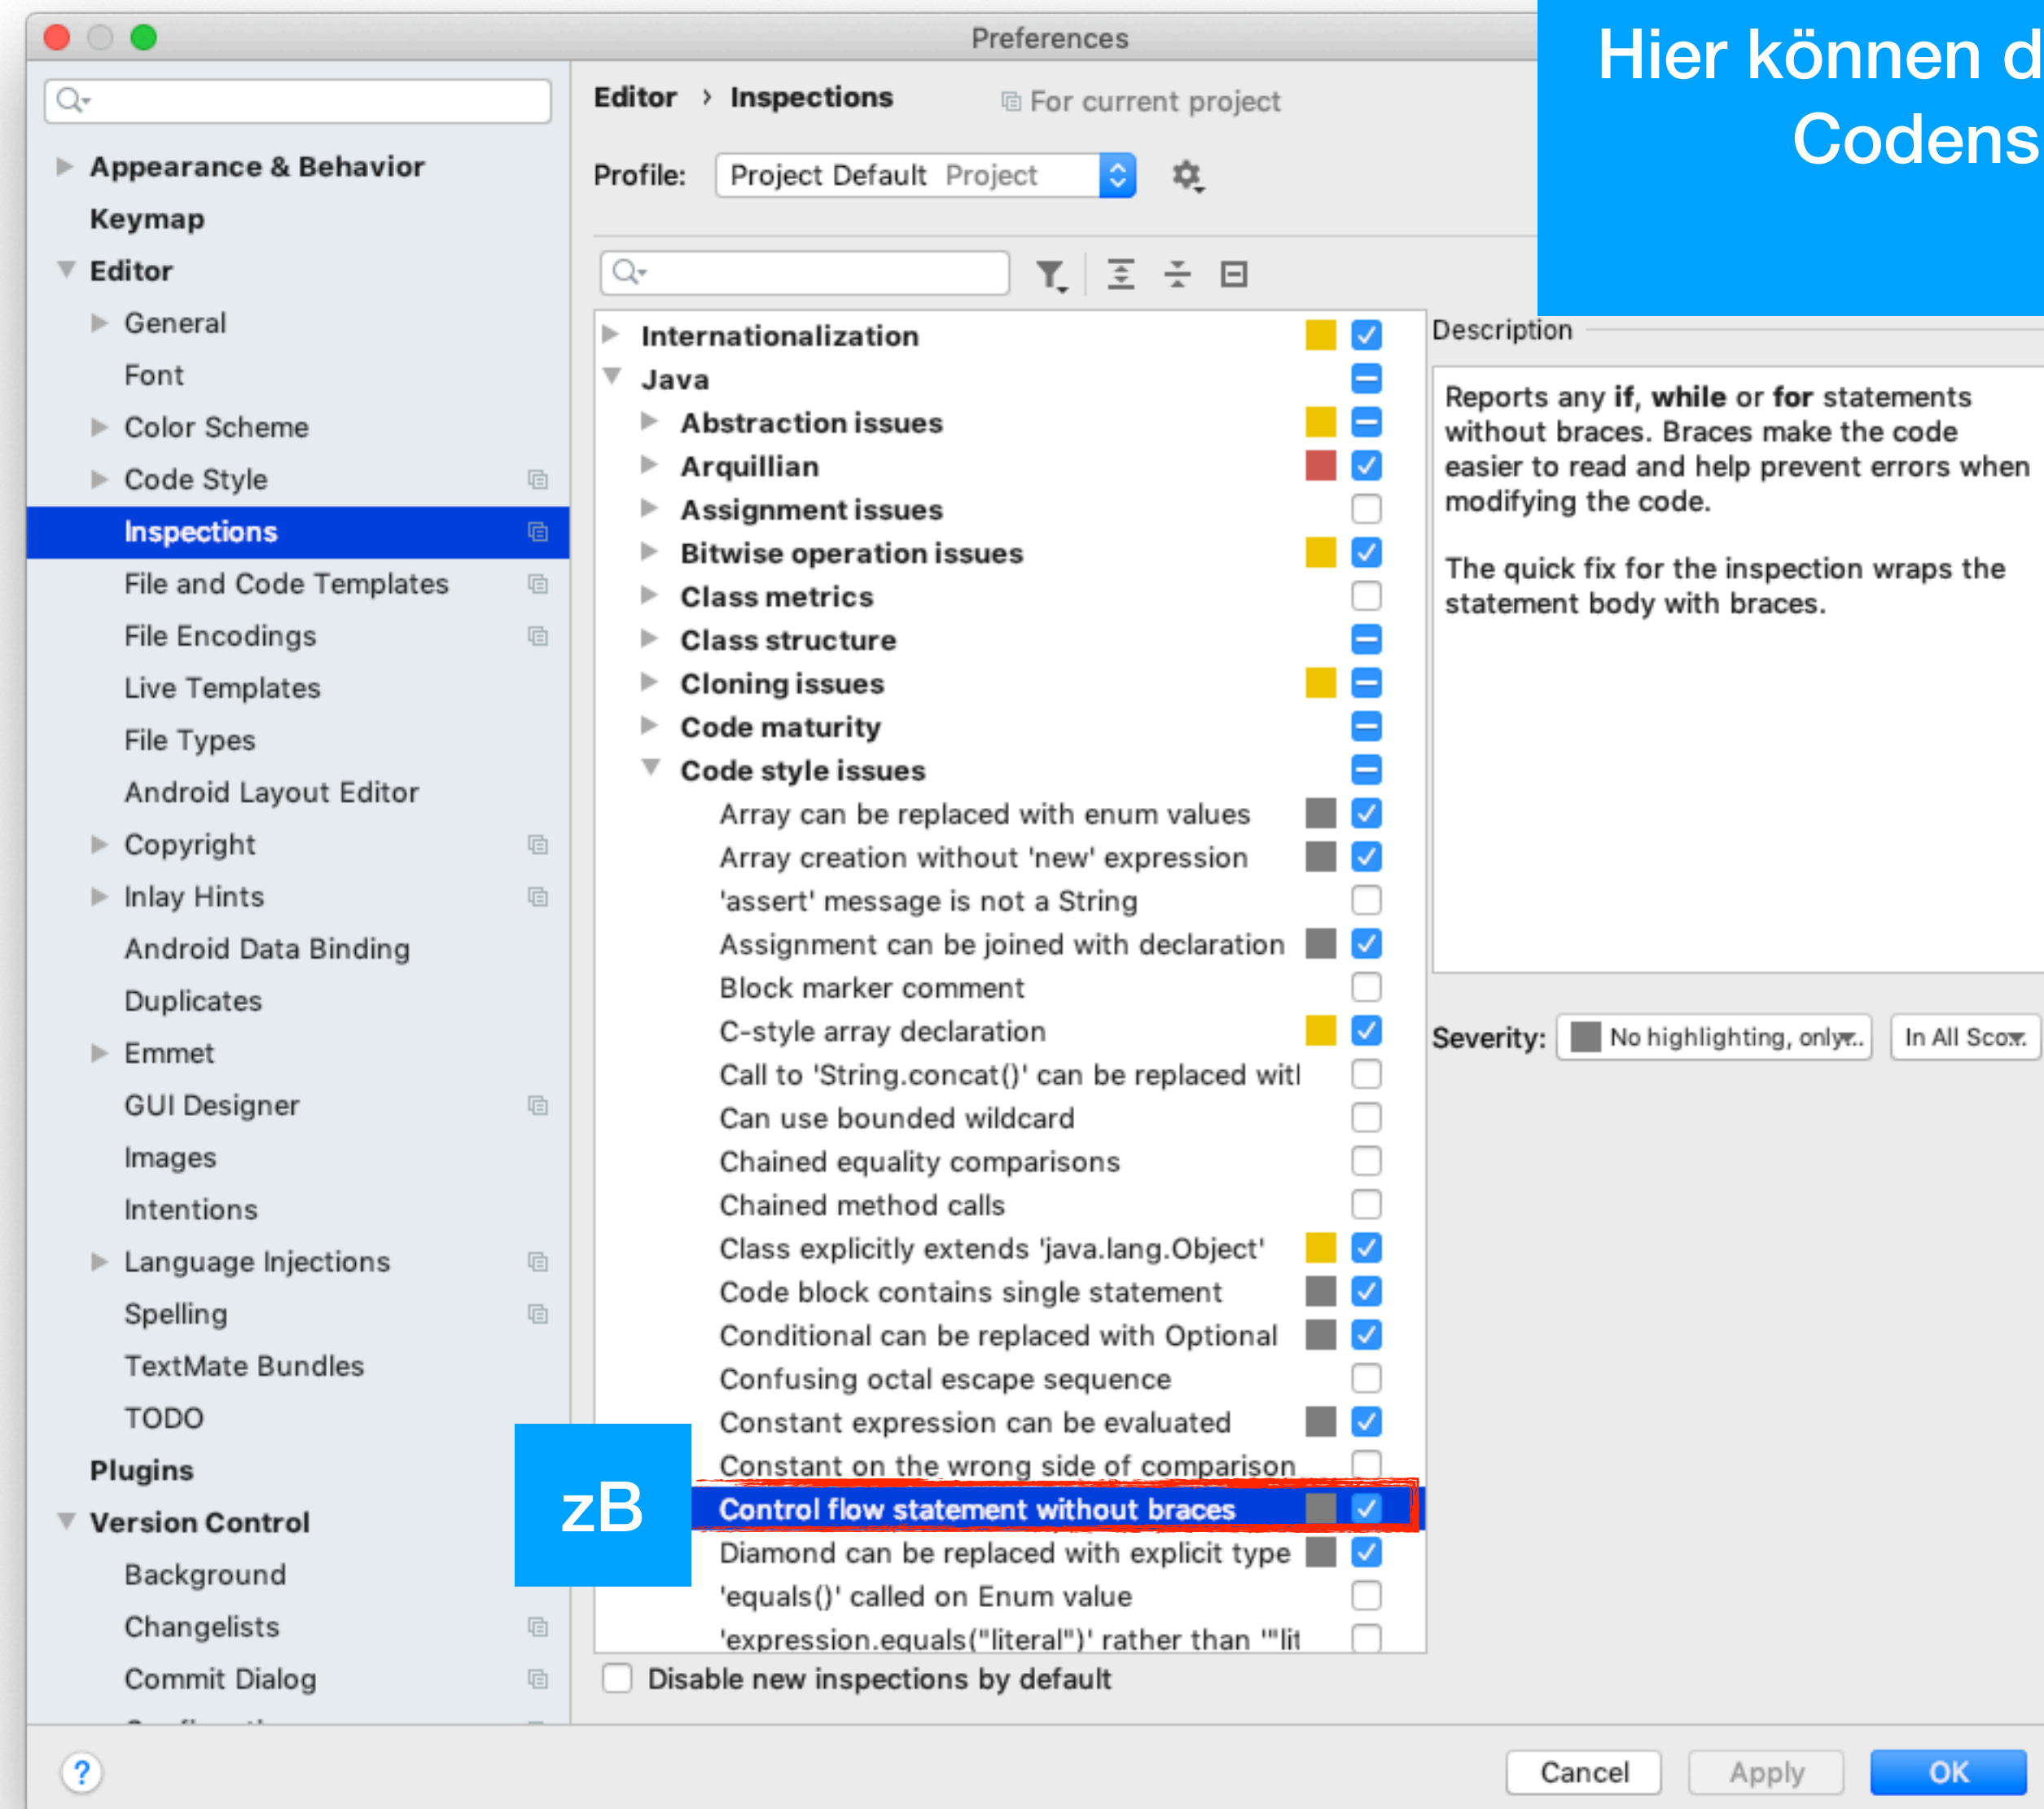 Preferences
Hier können d
Codens
Appearance & Behavior
Keymap
Editor
General
Font
Color Scheme
Code Style
Inspections
File and Code Templates
File Encodings
Live Templates
File Types
Android Layout Editor
Copyright
Inlay Hints
Android Data Binding
Duplicates
Emmet
GUI Designer
Images
Intentions
Language Injections
Spelling
TextMate Bundles
TODO
Plugins
Version Control
Background
Changelists
Commit Dialog
Editor › Inspections
For current project
Profile: Project Default Project
Internationalization
Java
Abstraction issues
Arquillian
Assignment issues
Bitwise operation issues
Class metrics
Class structure
Cloning issues
Code maturity
Code style issues
Array can be replaced with enum values
Array creation without 'new' expression
'assert' message is not a String
Assignment can be joined with declaration
Block marker comment
C-style array declaration
Call to 'String.concat()' can be replaced witl
Can use bounded wildcard
Chained equality comparisons
Chained method calls
Class explicitly extends 'java.lang.Object'
Code block contains single statement
Conditional can be replaced with Optional
Confusing octal escape sequence
Constant expression can be evaluated
Constant on the wrong side of comparison
zB
Control flow statement without braces
Diamond can be replaced with explicit type
'equals()' called on Enum value
'expression.equals("literal")' rather than '"lit
Disable new inspections by default
Description
Reports any if, while or for statements
without braces. Braces make the code
easier to read and help prevent errors when
modifying the code.
The quick fix for the inspection wraps the
statement body with braces.
Severity: No highlighting, only.. In All Sco..
?
Cancel
Apply
OK